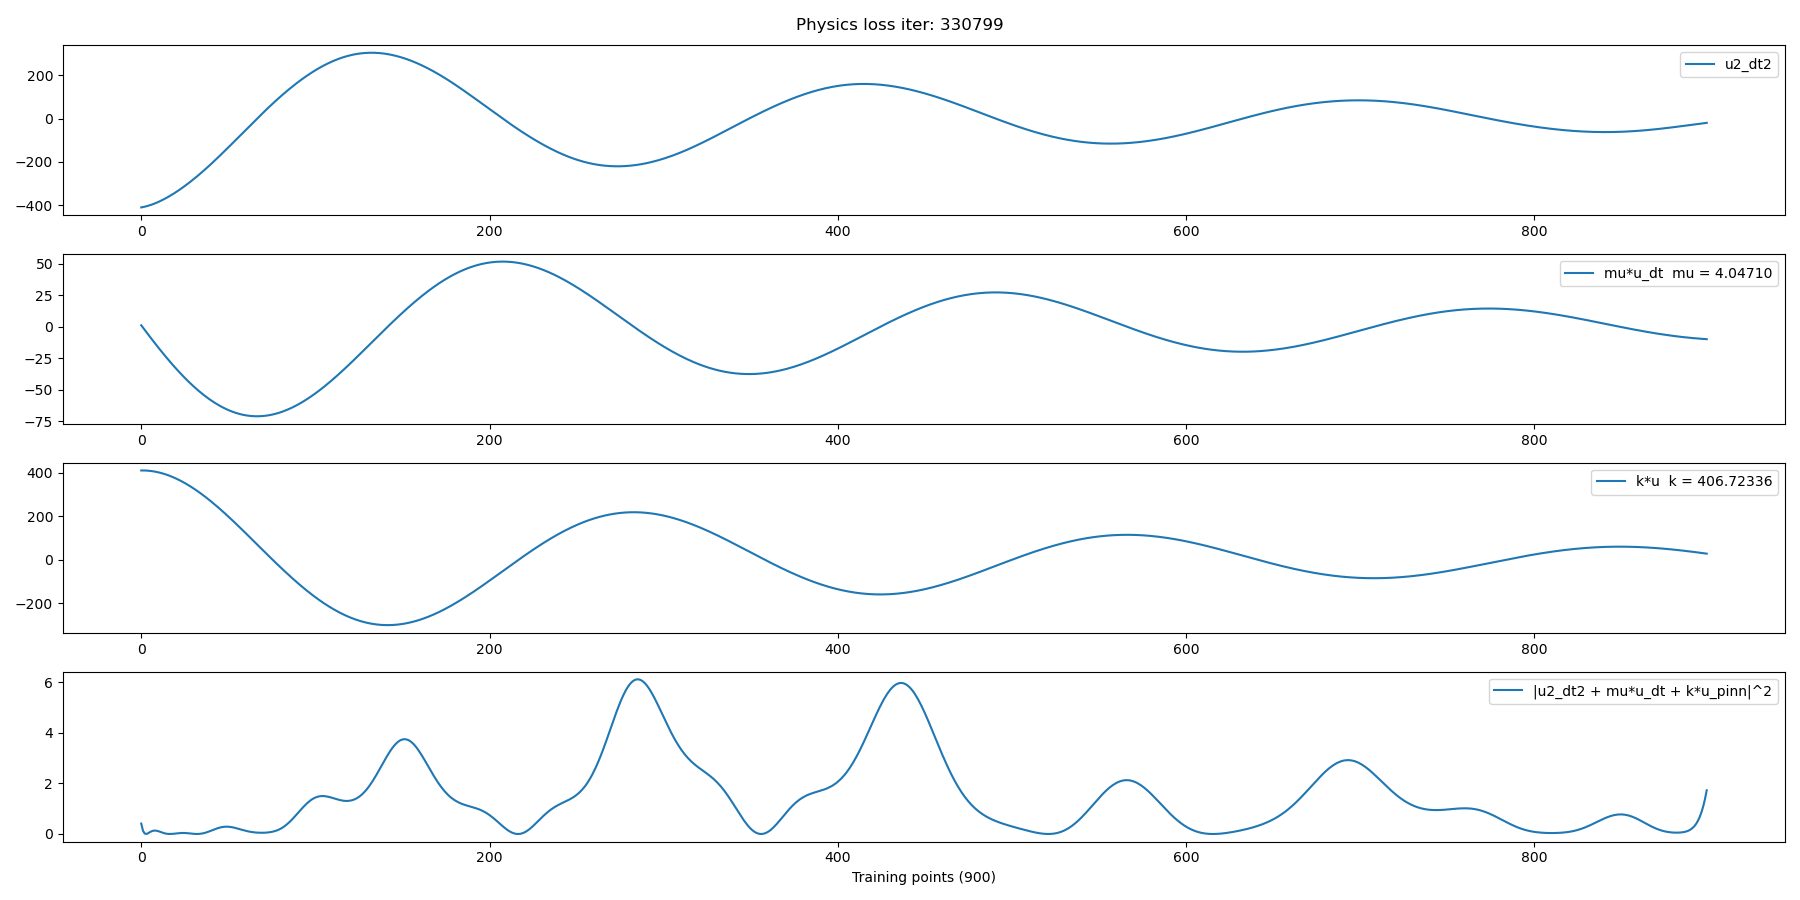 Physics loss iter: 330799
200
0
−200
−400
u2_dt2
0 200 400 600 800
50
25
0
−25
−50
−75
mu*u_dt  mu = 4.04710
0 200 400 600 800
400
200
0
−200
k*u  k = 406.72336
0 200 400 600 800
6
4
2
0
|u2_dt2 + mu*u_dt + k*u_pinn|^2
0 200 400 600 800
Training points (900)